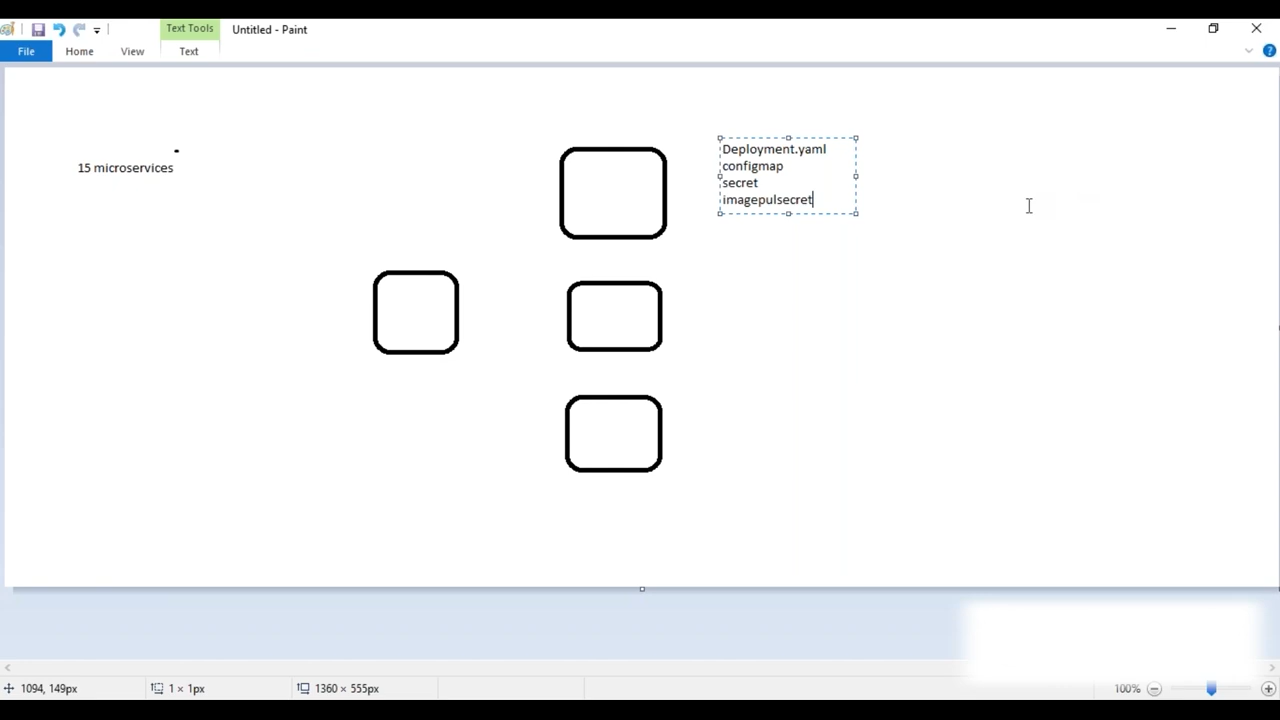 Text Tools
Untitled - Paint
File
Home
View
Text
15 microservices
Deployment.yaml
configmap
secret
imagepulsecret
1094, 149px
1 × 1px
1360 × 555px
100%